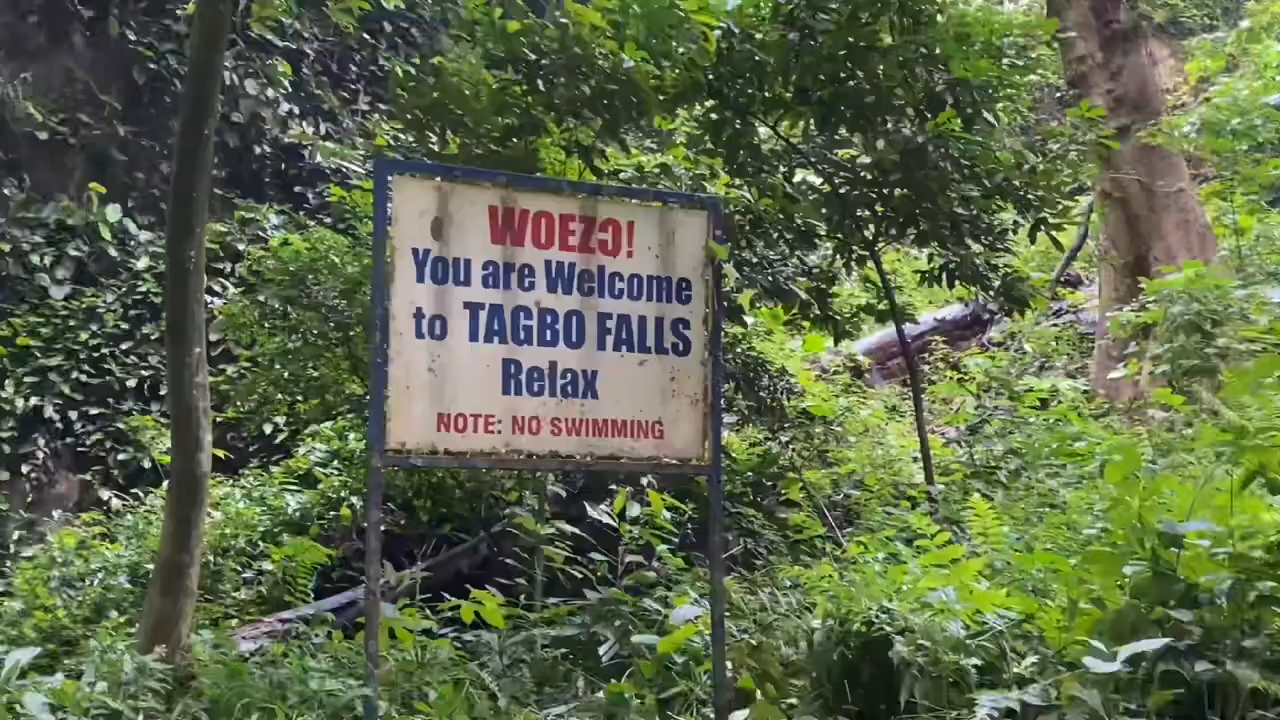 WOEZƆ!
You are Welcome
to TAGBO FALLS
Relax
NOTE: NO SWIMMING